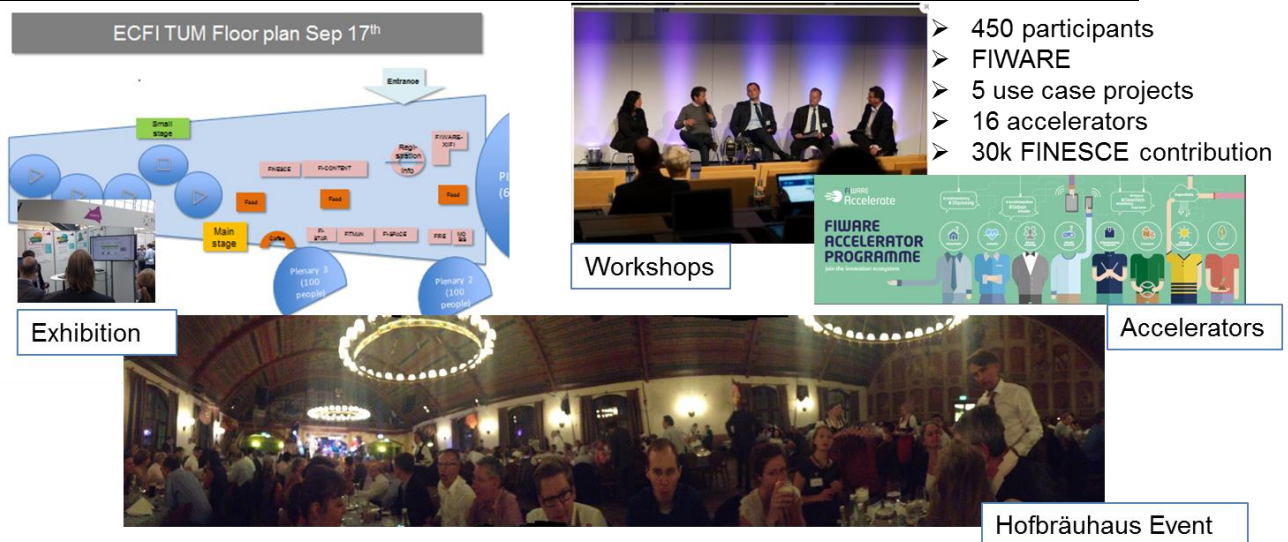 ECFI TUM Floor plan Sep 17th
Entrance
Small
stage
FIWARE-
XIFI
Regi-
stration
info
FINESCE
FI-CONTENT
Food
Food
Food
Main
stage
Coffee
FI-
STAR
FITMAN
FI-SPACE
FIRE
Plenary 3
(100
people)
Plenary 2
(100
people)
Exhibition
Workshops
➢ 450 participants
➢ FIWARE
➢ 5 use case projects
➢ 16 accelerators
➢ 30k FINESCE contribution
FIWARE
Accelerate
FIWARE
ACCELERATOR
PROGRAMME
join the innovation ecosystem
Accelerators
Hofbräuhaus Event